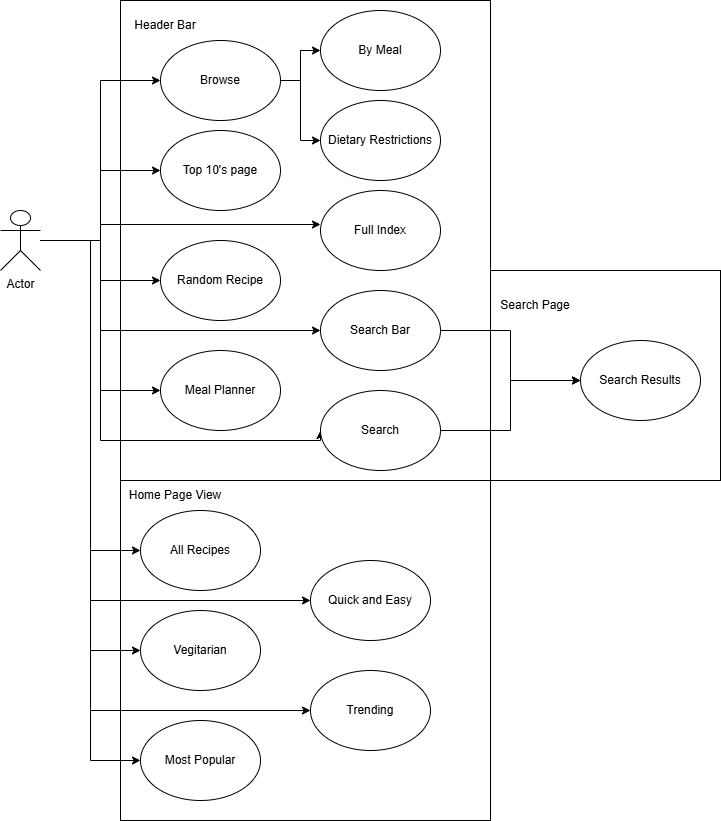 Header Bar
By Meal
Browse
Dietary Restrictions
Top 10's page
Full Index
Actor
Random Recipe
Search Page
Search Bar
Search Results
Meal Planner
Search
Home Page View
All Recipes
Quick and Easy
Vegitarian
Trending
Most Popular